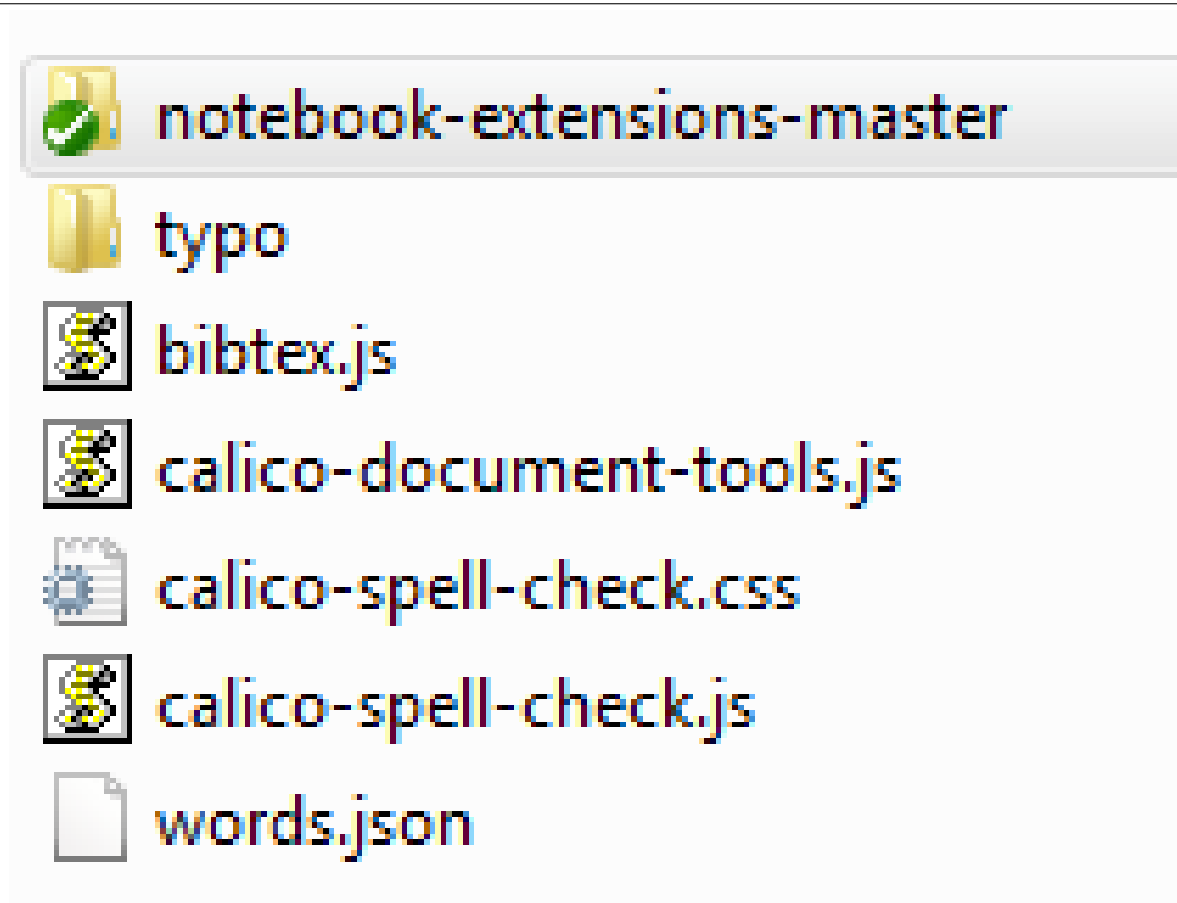 notebook-extensions-master
typo
bibtex.js
calico-document-tools.js
calico-spell-check.css
calico-spell-check.js
words.json